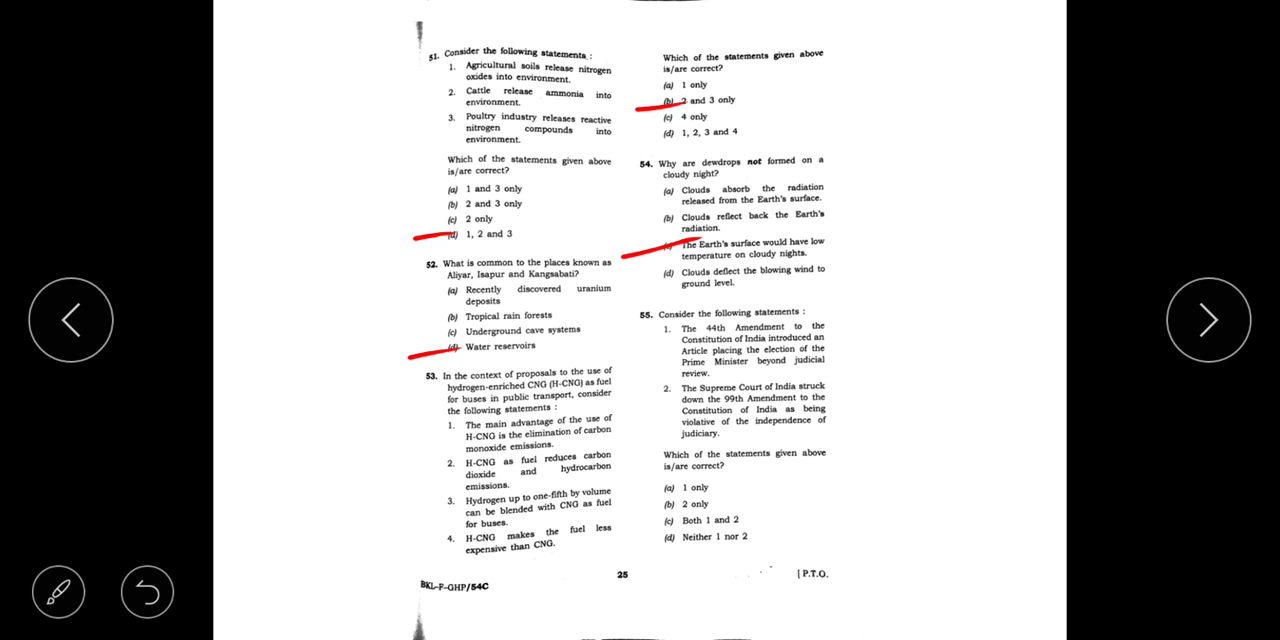 51. Consider the following statements :
1. Agricultural soils release nitrogen
oxides into environment.
2. Cattle release ammonia into
environment.
3. Poultry industry releases reactive
nitrogen compounds into
environment.
Which of the statements given above
is/are correct?
(a) 1 and 3 only
(b) 2 and 3 only
(c) 2 only
(d) 1, 2 and 3
52. What is common to the places known as
Aliyar, Isapur and Kangsabati?
(a) Recently discovered uranium
deposits
(b) Tropical rain forests
(c) Underground cave systems
(d) Water reservoirs
53. In the context of proposals to the use of
hydrogen-enriched CNG (H-CNG) as fuel
for buses in public transport, consider
the following statements :
1. The main advantage of the use of
H-CNG is the elimination of carbon
monoxide emissions.
2. H-CNG as fuel reduces carbon
dioxide and hydrocarbon
emissions.
3. Hydrogen up to one-fifth by volume
can be blended with CNG as fuel
for buses.
4. H-CNG makes the fuel less
expensive than CNG.
Which of the statements given above
is/are correct?
(a) 1 only
(b) 2 and 3 only
(c) 4 only
(d) 1, 2, 3 and 4
54. Why are dewdrops not formed on a
cloudy night?
(a) Clouds absorb the radiation
released from the Earth's surface.
(b) Clouds reflect back the Earth's
radiation.
(c) The Earth's surface would have low
temperature on cloudy nights.
(d) Clouds deflect the blowing wind to
ground level.
55. Consider the following statements :
1. The 44th Amendment to the
Constitution of India introduced an
Article placing the election of the
Prime Minister beyond judicial
review.
2. The Supreme Court of India struck
down the 99th Amendment to the
Constitution of India as being
violative of the independence of
judiciary.
Which of the statements given above
is/are correct?
(a) 1 only
(b) 2 only
(c) Both 1 and 2
(d) Neither 1 nor 2
BKL-F-GHP/54C
25
[ P.T.O.